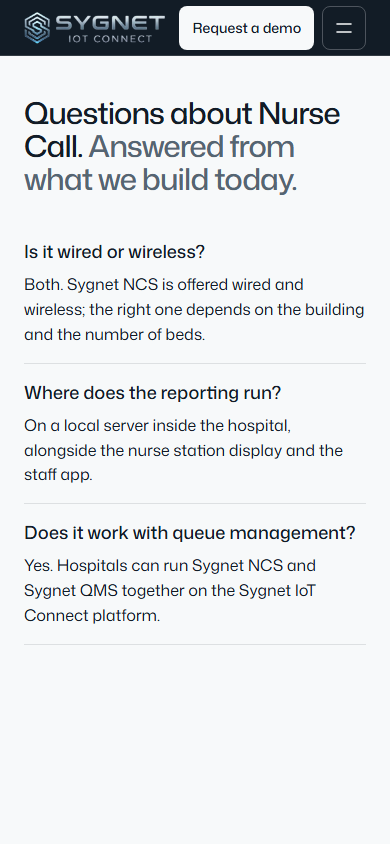 SYGNET
IOT CONNECT
Request a demo
Questions about Nurse
Call. Answered from
what we build today.
Is it wired or wireless?
Both. Sygnet NCS is offered wired and
wireless; the right one depends on the building
and the number of beds.
Where does the reporting run?
On a local server inside the hospital,
alongside the nurse station display and the
staff app.
Does it work with queue management?
Yes. Hospitals can run Sygnet NCS and
Sygnet QMS together on the Sygnet IoT
Connect platform.